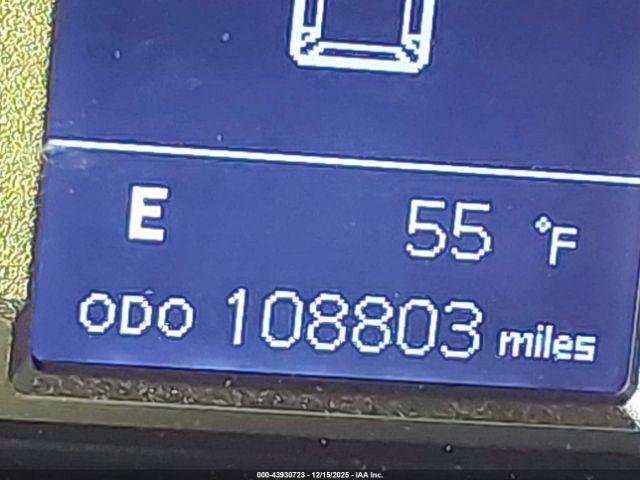 E 55 °F
ODO 108803 miles
000-43930723 - 12/15/2025 - IAA Inc.